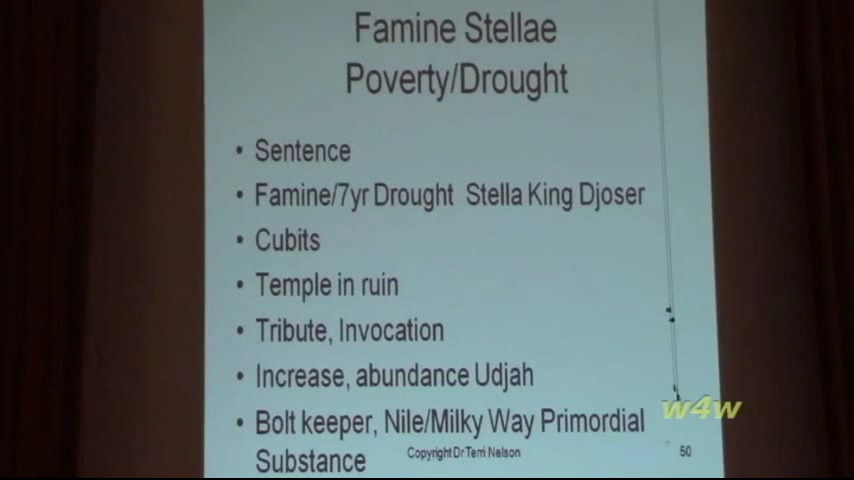 Famine Stellae
Poverty/Drought
• Sentence
• Famine/7yr Drought Stella King Djoser
• Cubits
• Temple in ruin
• Tribute, Invocation
• Increase, abundance Udjah
• Bolt keeper, Nile/Milky Way Primordial
Substance
Copyright Dr Terri Nelson
50
w4w